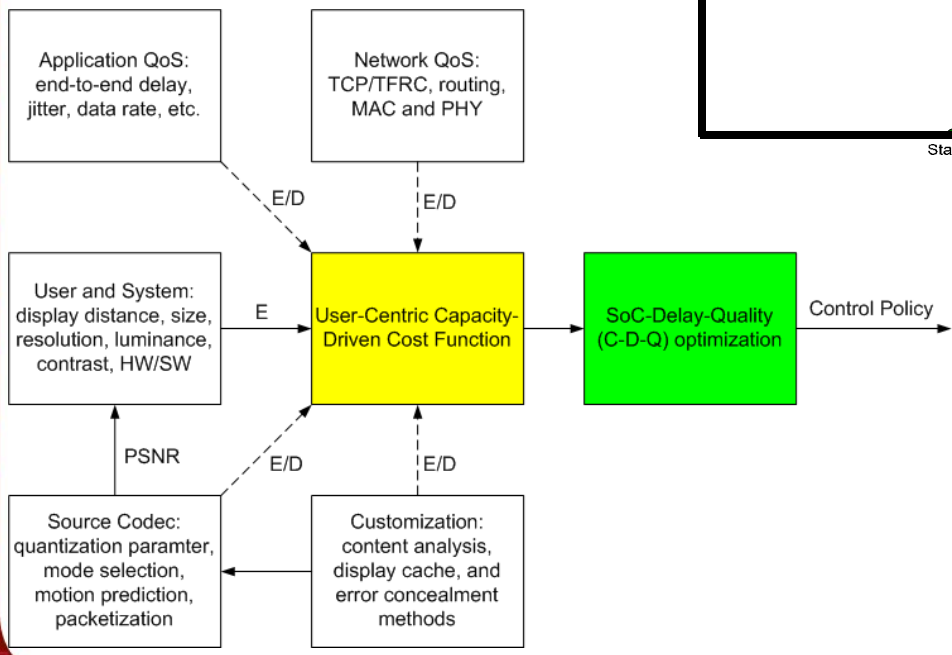 Application QoS:
end-to-end delay,
jitter, data rate, etc.
Network QoS:
TCP/TFRC, routing,
MAC and PHY
Sta
E/D
E/D
User and System:
display distance, size,
resolution, luminance,
contrast, HW/SW
E
User-Centric Capacity-
Driven Cost Function
SoC-Delay-Quality
(C-D-Q) optimization
Control Policy
PSNR
E/D
E/D
Source Codec:
quantization paramter,
mode selection,
motion prediction,
packetization
Customization:
content analysis,
display cache, and
error concealment
methods